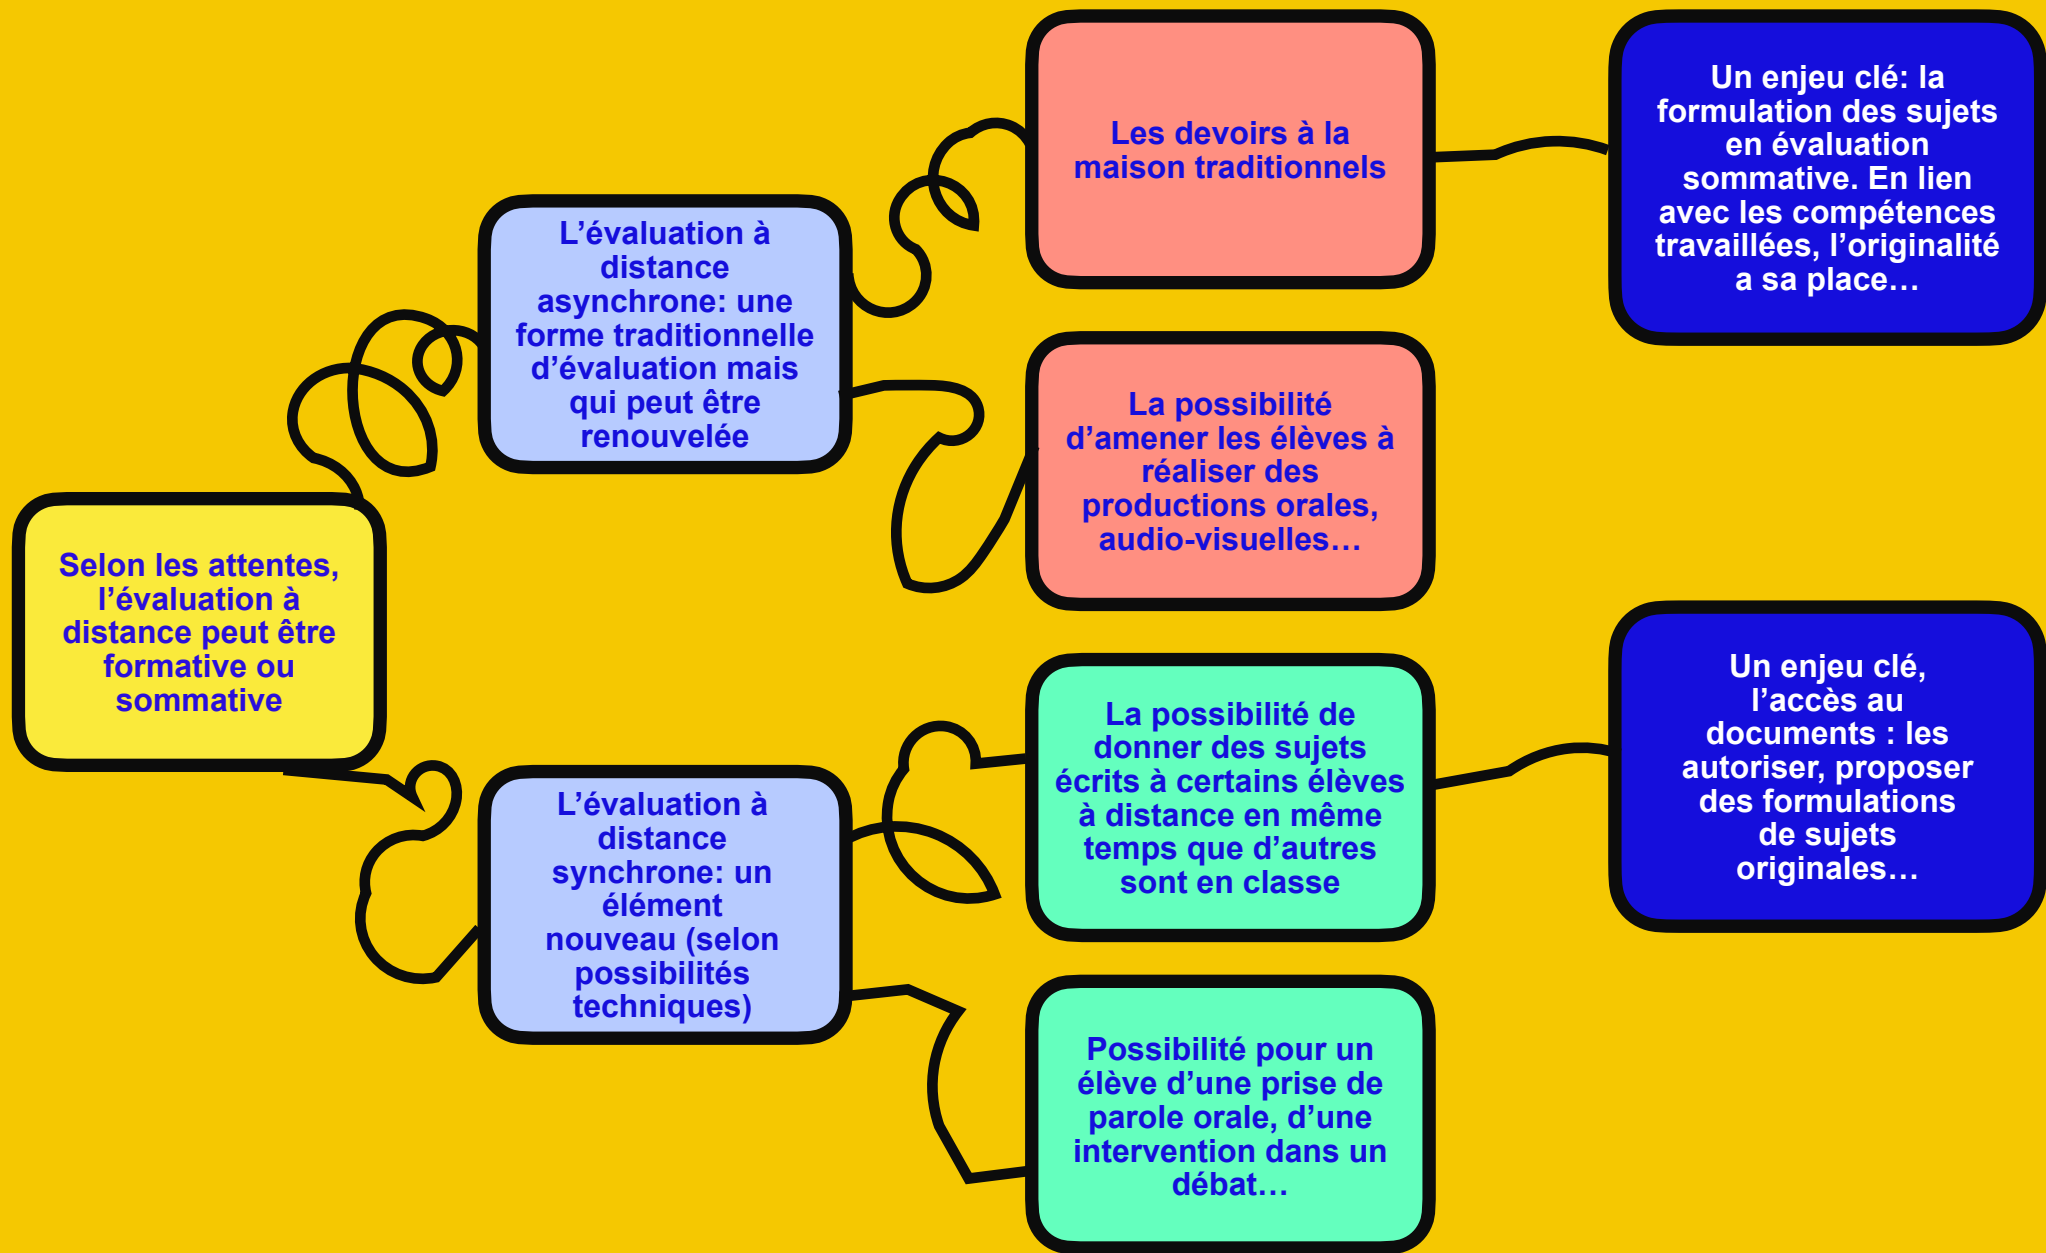 Selon les attentes,
l’évaluation à
distance peut être
formative ou
sommative
L’évaluation à
distance
asynchrone: une
forme traditionnelle
d’évaluation mais
qui peut être
renouvelée
Les devoirs à la
maison traditionnels
Un enjeu clé: la
formulation des sujets
en évaluation
sommative. En lien
avec les compétences
travaillées, l’originalité
a sa place…
La possibilité
d’amener les élèves à
réaliser des
productions orales,
audio-visuelles…
L’évaluation à
distance
synchrone: un
élément
nouveau (selon
possibilités
techniques)
La possibilité de
donner des sujets
écrits à certains élèves
à distance en même
temps que d’autres
sont en classe
Un enjeu clé,
l’accès au
documents : les
autoriser, proposer
des formulations
de sujets
originales…
Possibilité pour un
élève d’une prise de
parole orale, d’une
intervention dans un
débat…